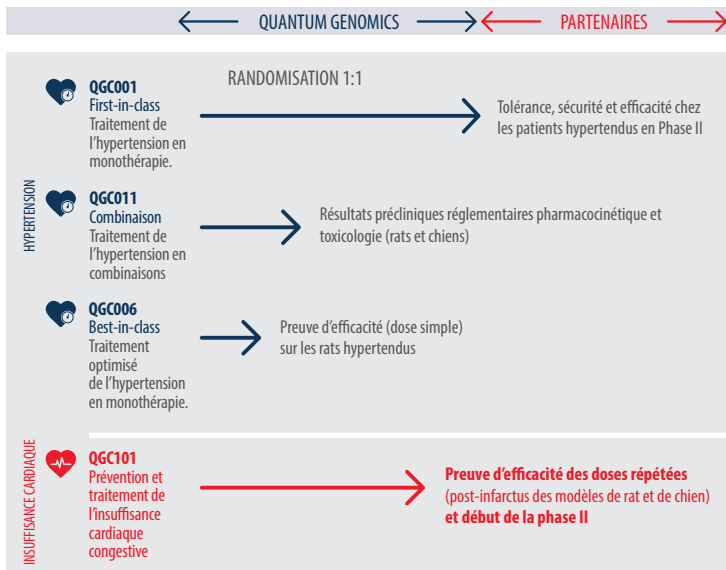 QUANTUM GENOMICS
PARTENAIRES
RANDOMISATION 1:1
HYPERTENSION
QGC001
First-in-class
Traitement de
l’hypertension en
monothérapie.
Tolérance, sécurité et efficacité chez
les patients hypertendus en Phase II
QGC011
Combinaison
Traitement de
l’hypertension en
combinaisons
Résultats précliniques réglementaires pharmacocinétique et
toxicologie (rats et chiens)
QGC006
Best-in-class
Traitement
optimisé
de l’hypertension
en monothérapie.
Preuve d’efficacité (dose simple)
sur les rats hypertendus
INSUFFISANCE CARDIAQUE
QGC101
Prévention et
traitement de
l’insuffisance
cardiaque
congestive
Preuve d’efficacité des doses répétées
(post-infarctus des modèles de rat et de chien)
et début de la phase II